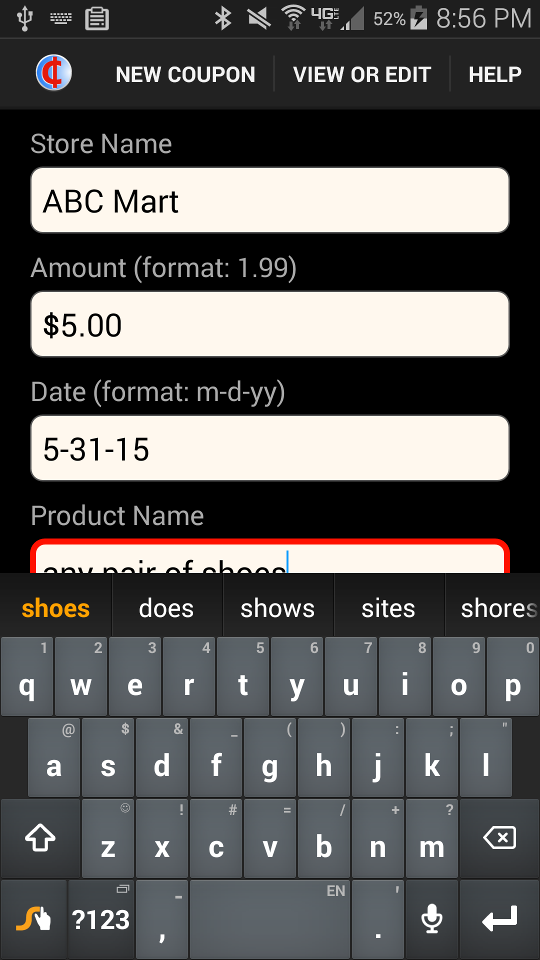 4G LTE 52% 8:56 PM
¢ NEW COUPON VIEW OR EDIT HELP
Store Name
ABC Mart
Amount (format: 1.99)
$5.00
Date (format: m-d-yy)
5-31-15
Product Name
any pair of shoes
shoes does shows sites shores
1 2 3 4 5 6 7 8 9 0
q w e r t y u i o p
@ $ & _ ( ) : ; "
a s d f g h j k l
! # = / + ?
z x c v b n m
- EN '
?123 , .